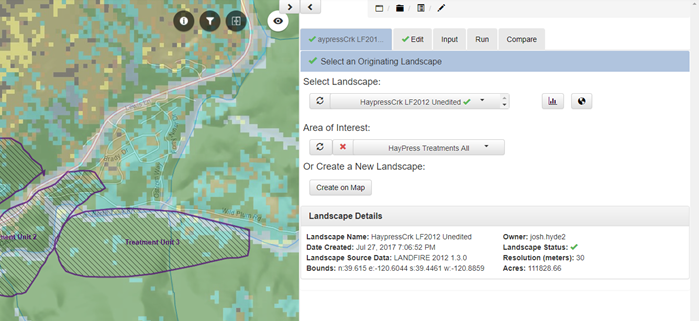 aypressCrk LF201...
Edit
Input
Run
Compare
Select an Originating Landscape
Select Landscape:
HaypressCrk LF2012 Unedited
Area of Interest:
HayPress Treatments All
Or Create a New Landscape:
Create on Map
Landscape Details
Landscape Name: HaypressCrk LF2012 Unedited
Owner: josh.hyde2
Date Created: Jul 27, 2017 7:06:52 PM
Landscape Status:
Landscape Source Data: LANDFIRE 2012 1.3.0
Resolution (meters): 30
Bounds: n:39.615 e:-120.6044 s:39.4461 w:-120.8859
Acres: 111828.66
ment Unit 2
Treatment Unit 3